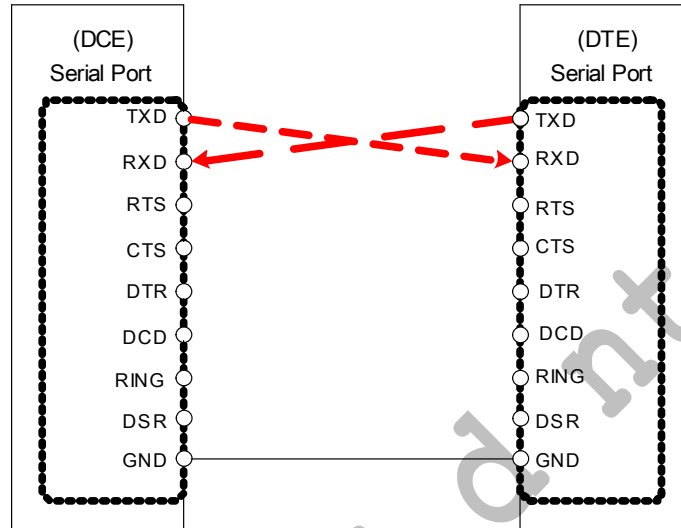 (DCE)
Serial Port
TXD
RXD
RTS
CTS
DTR
DCD
RING
DSR
GND
(DTE)
Serial Port
TXD
RXD
RTS
CTS
DTR
DCD
RING
DSR
GND
d nt